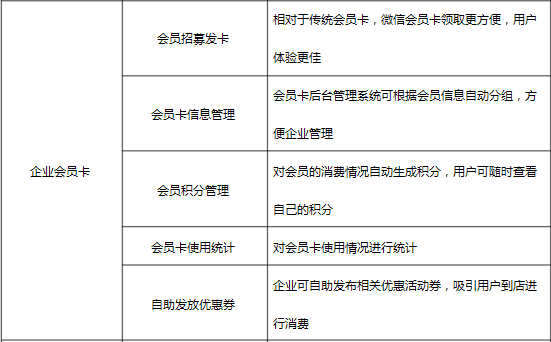 企业会员卡
会员招募发卡
相对于传统会员卡，微信会员卡领取更方便，用户
体验更佳
会员卡信息管理
会员卡后台管理系统可根据会员信息自动分组，方
便企业管理
会员积分管理
对会员的消费情况自动生成积分，用户可随时查看
自己的积分
会员卡使用统计
对会员卡使用情况进行统计
自助发放优惠券
企业可自助发布相关优惠活动券，吸引用户到店进
行消费